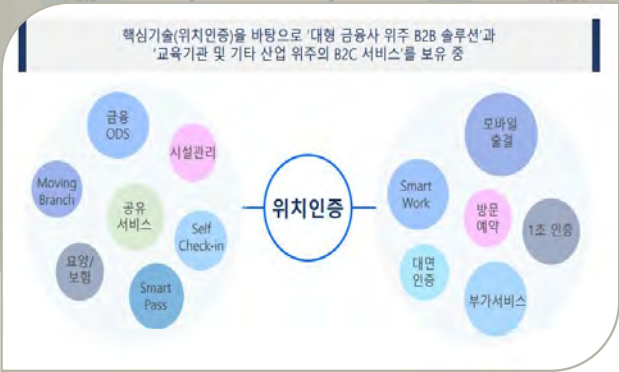 핵심기술(위치인증)을 바탕으로 '대형 금융사 위주 B2B 솔루션'과
'교육기관 및 기타 산업 위주의 B2C 서비스'를 보유 중
금융
ODS
시설관리
Moving
Branch
공유
서비스
Self
Check-in
요양/
보험
Smart
Pass
위치인증
모바일
출결
Smart
Work
방문
예약
1초 인증
대면
인증
부가서비스